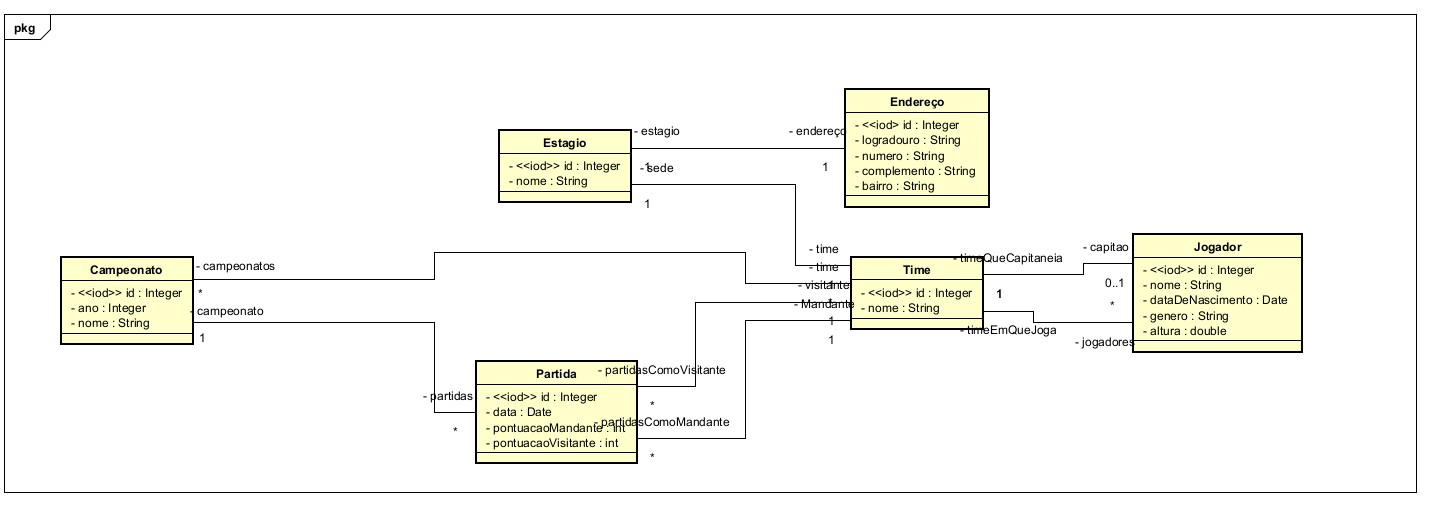 pkg
Endereço
- <<iod> id : Integer
- logradouro : String
- numero : String
- complemento : String
- bairro : String
- estagio
- endereço
1
1
Estagio
- <<iod>> id : Integer
- nome : String
- sede
1
- time
- time
- visitante
- Mandante
1
1
1
1
Time
- <<iod>> id : Integer
- nome : String
- timeQueCapitaneia
1
- timeEmQueJoga
1
- capitao
0..1
*
- jogadores
Jogador
- <<iod>> id : Integer
- nome : String
- dataDeNascimento : Date
- genero : String
- altura : double
Campeonato
- <<iod>> id : Integer
- ano : Integer
- nome : String
- campeonatos
*
- campeonato
1
- partidas
*
Partida
- <<iod>> id : Integer
- data : Date
- pontuacaoMandante : int
- pontuacaoVisitante : int
- partidasComoVisitante
*
- partidasComoMandante
*